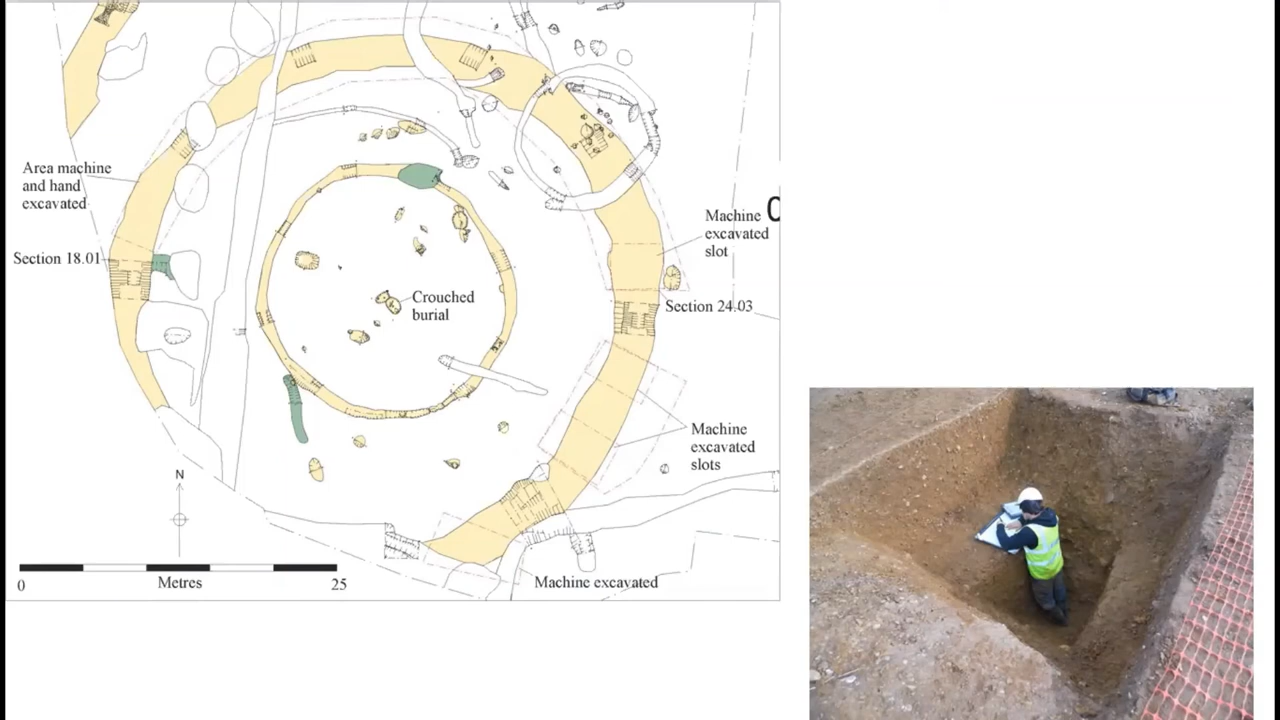 Area machine
and hand
excavated
Section 18.01
Machine
excavated
slot
Section 24.03
Crouched
burial
Machine
excavated
slots
N
0 Metres 25
Machine excavated